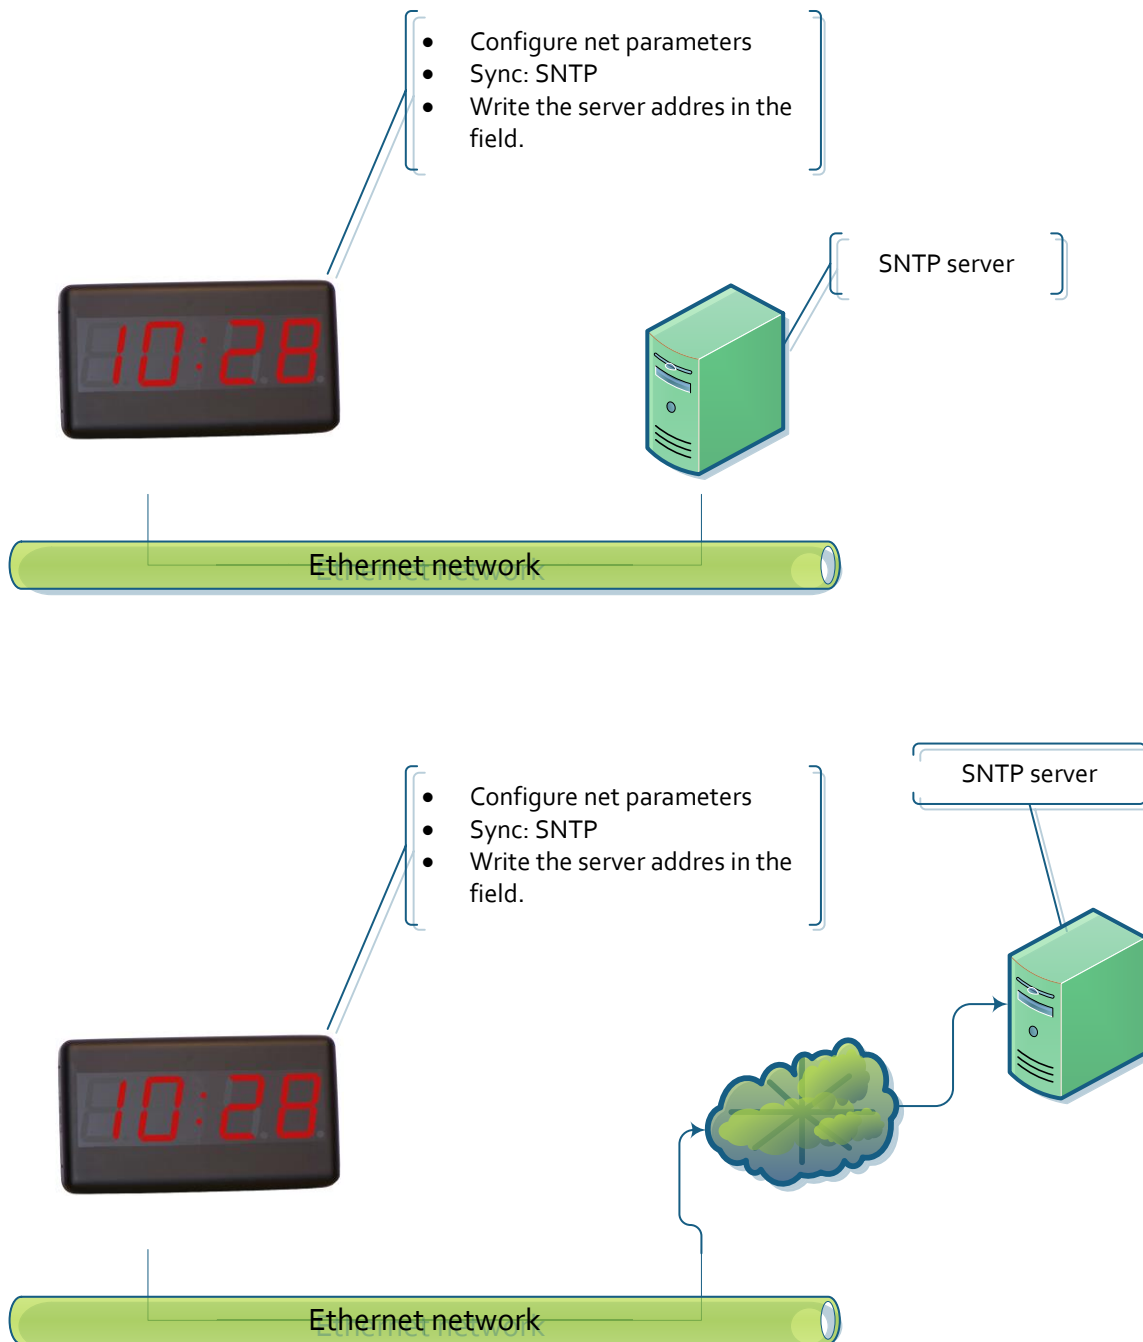 • Configure net parameters
• Sync: SNTP
• Write the server addres in the
field.
SNTP server
10:28
Ethernet network
SNTP server
• Configure net parameters
• Sync: SNTP
• Write the server addres in the
field.
10:28
Ethernet network